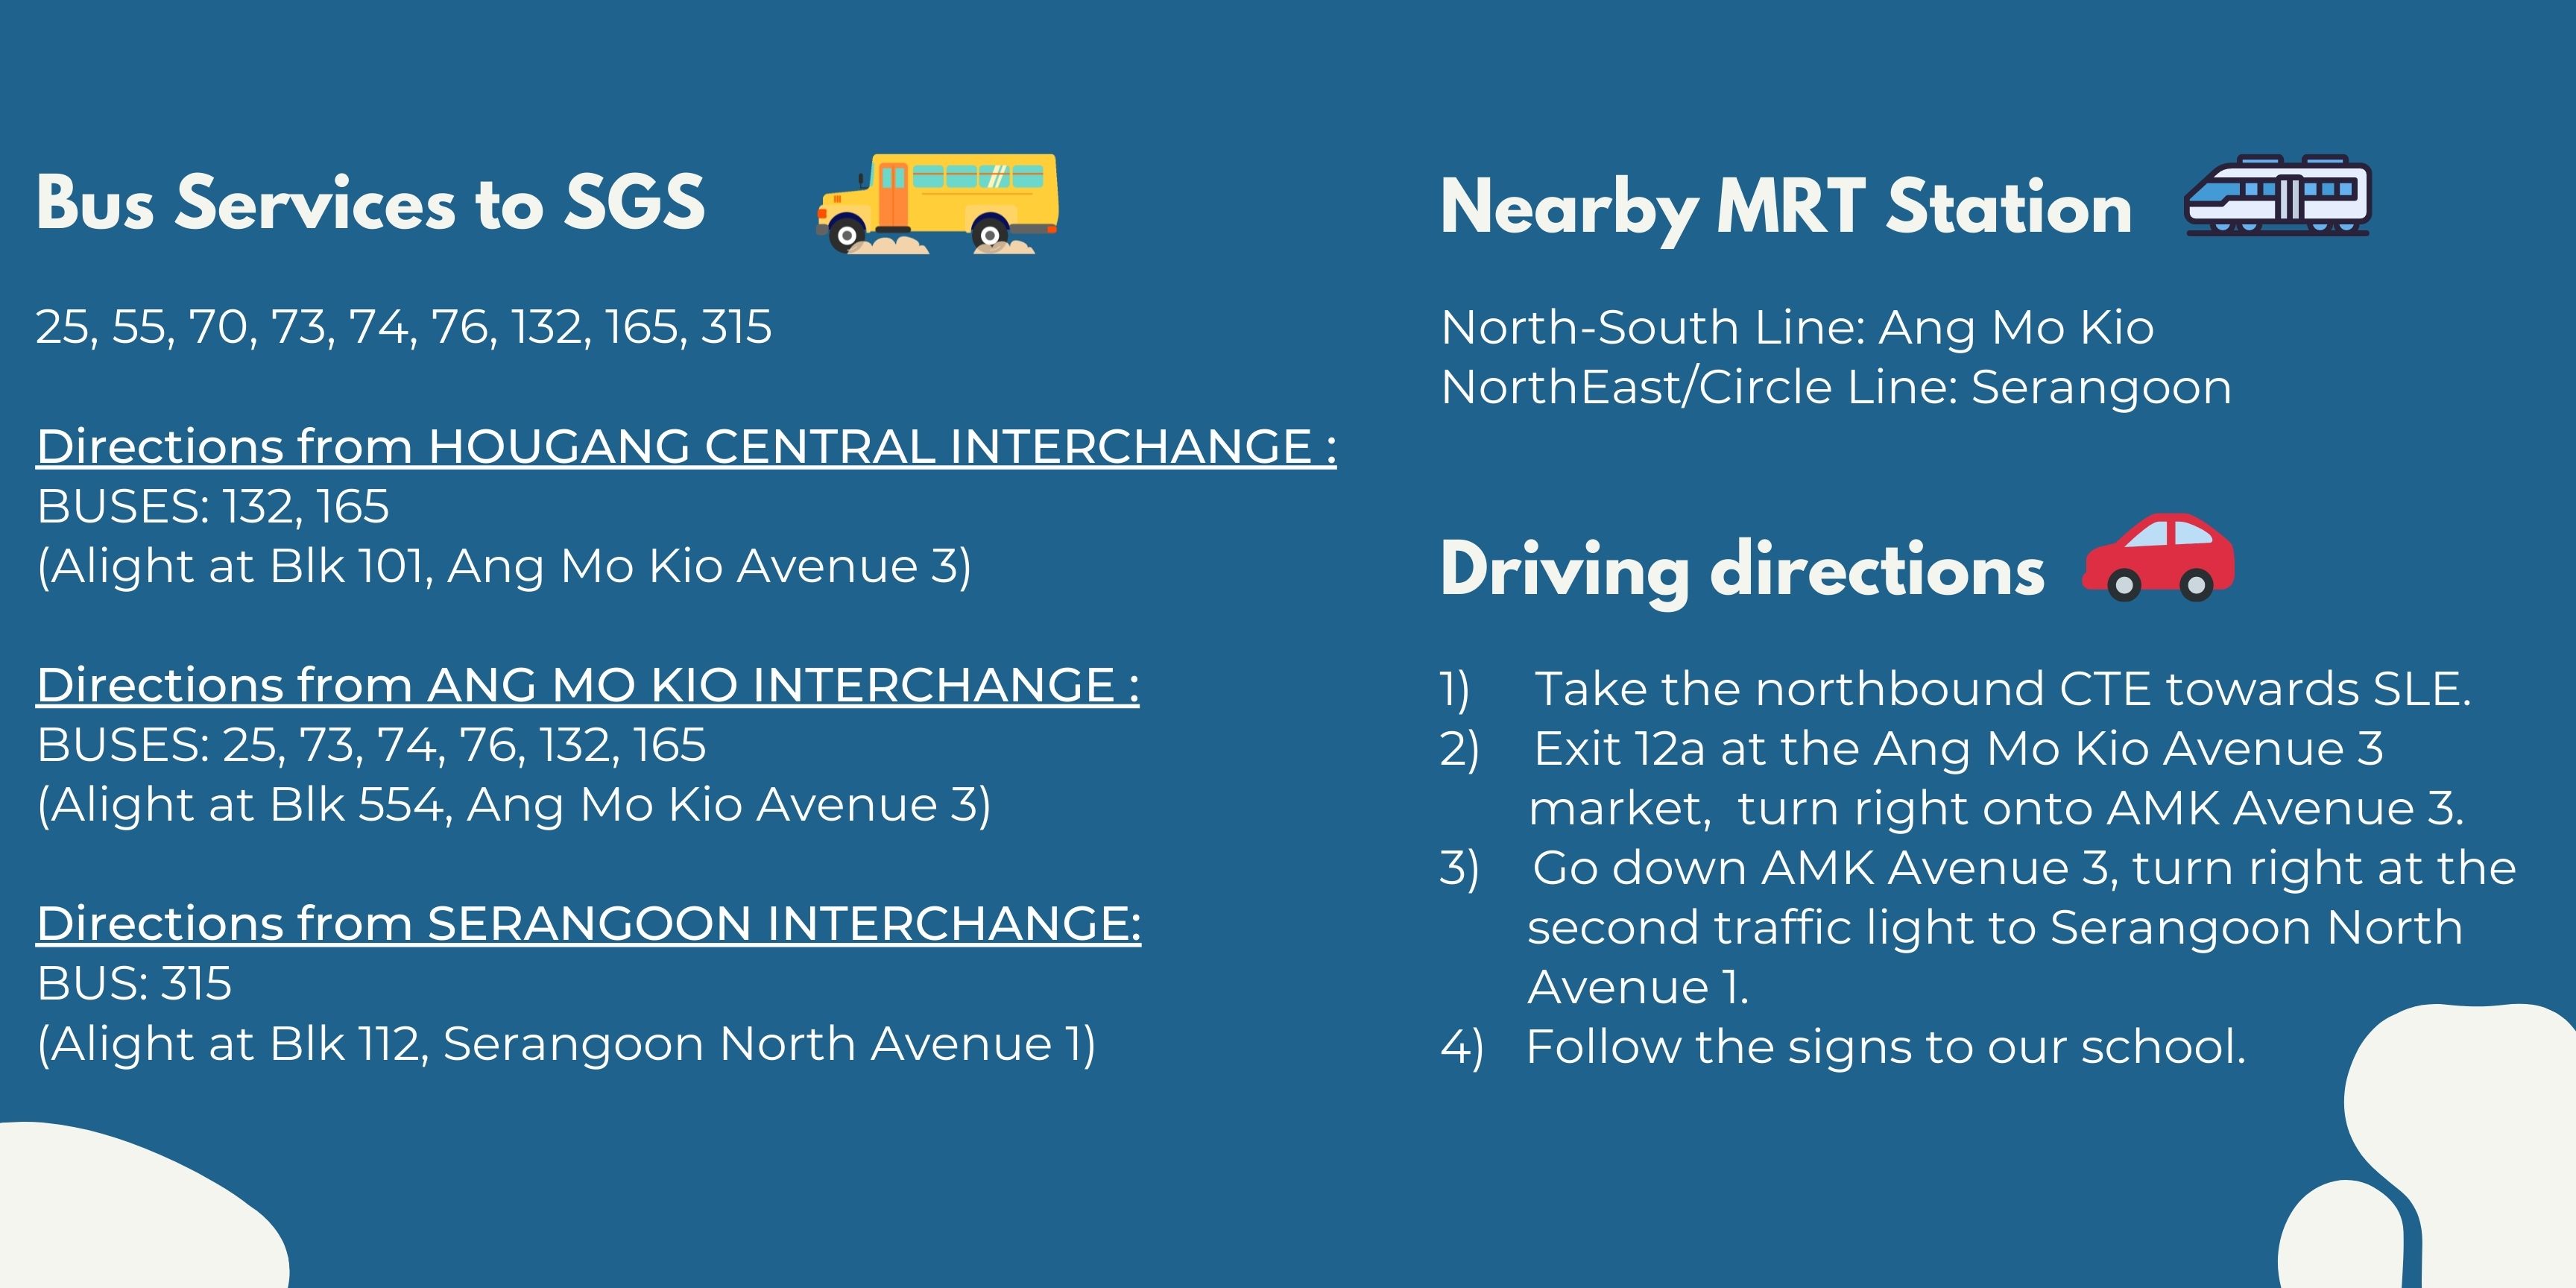 Bus Services to SGS
25, 55, 70, 73, 74, 76, 132, 165, 315
Directions from HOUGANG CENTRAL INTERCHANGE :
BUSES: 132, 165
(Alight at Blk 101, Ang Mo Kio Avenue 3)
Directions from ANG MO KIO INTERCHANGE :
BUSES: 25, 73, 74, 76, 132, 165
(Alight at Blk 554, Ang Mo Kio Avenue 3)
Directions from SERANGOON INTERCHANGE:
BUS: 315
(Alight at Blk 112, Serangoon North Avenue 1)
Nearby MRT Station
North-South Line: Ang Mo Kio
NorthEast/Circle Line: Serangoon
Driving directions
1) Take the northbound CTE towards SLE.
2) Exit 12a at the Ang Mo Kio Avenue 3
market, turn right onto AMK Avenue 3.
3) Go down AMK Avenue 3, turn right at the
second traffic light to Serangoon North
Avenue 1.
4) Follow the signs to our school.